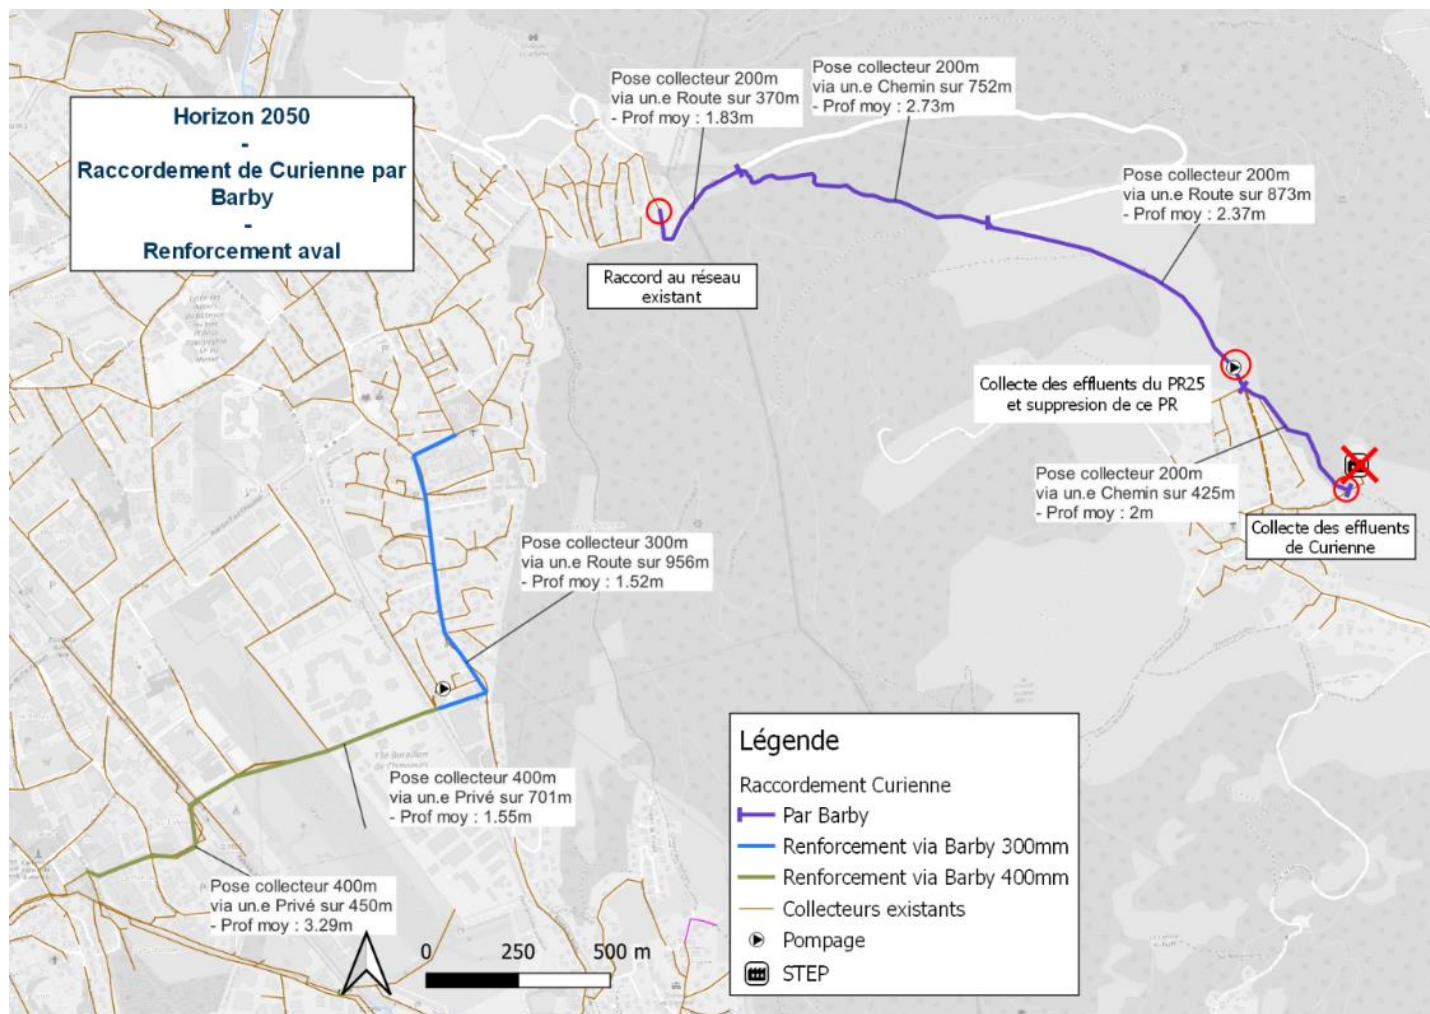 Horizon 2050
-
Raccordement de Curienne par
Barby
-
Renforcement aval
Pose collecteur 200m
via un.e Route sur 370m
- Prof moy : 1.83m
Pose collecteur 200m
via un.e Chemin sur 752m
- Prof moy : 2.73m
Pose collecteur 200m
via un.e Route sur 873m
- Prof moy : 2.37m
Raccord au réseau
existant
Collecte des effluents du PR25
et suppresion de ce PR
Pose collecteur 200m
via un.e Chemin sur 425m
- Prof moy : 2m
Collecte des effluents
de Curienne
Pose collecteur 300m
via un.e Route sur 956m
- Prof moy : 1.52m
Pose collecteur 400m
via un.e Privé sur 701m
- Prof moy : 1.55m
Pose collecteur 400m
via un.e Privé sur 450m
- Prof moy : 3.29m
0 250 500 m
Légende
Raccordement Curienne
Par Barby
Renforcement via Barby 300mm
Renforcement via Barby 400mm
Collecteurs existants
Pompage
STEP